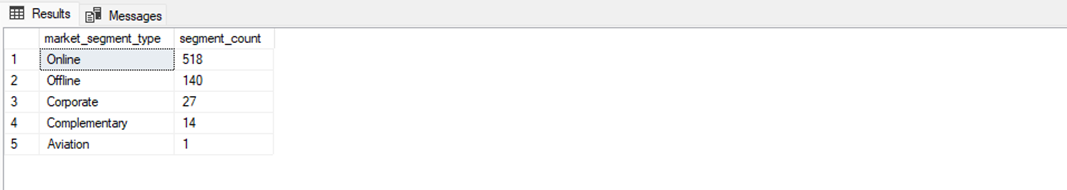 Results Messages
market_segment_type segment_count
1 Online 518
2 Offline 140
3 Corporate 27
4 Complementary 14
5 Aviation 1